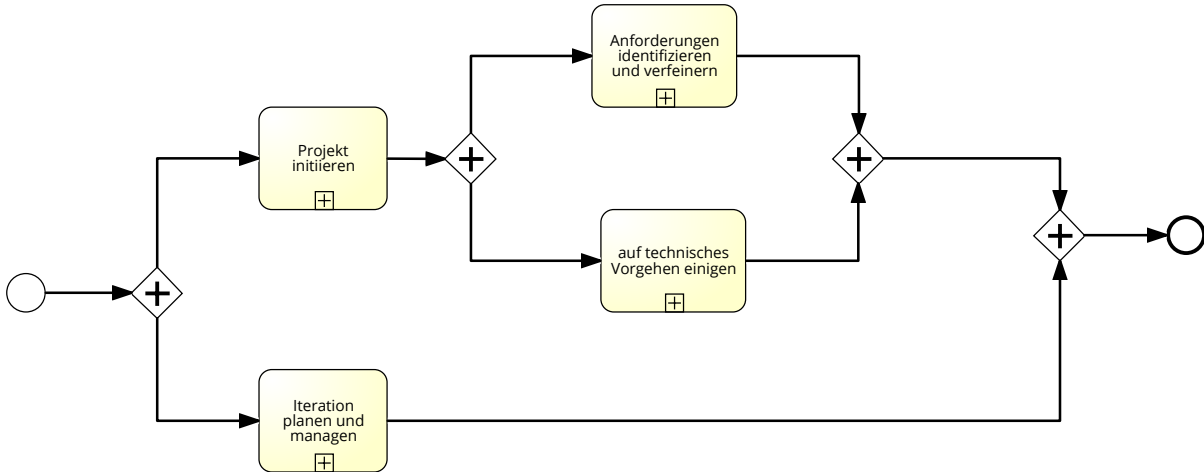 Anforderungen
identifizieren
und verfeinern
Projekt
initiieren
auf technisches
Vorgehen einigen
Iteration
planen und
managen